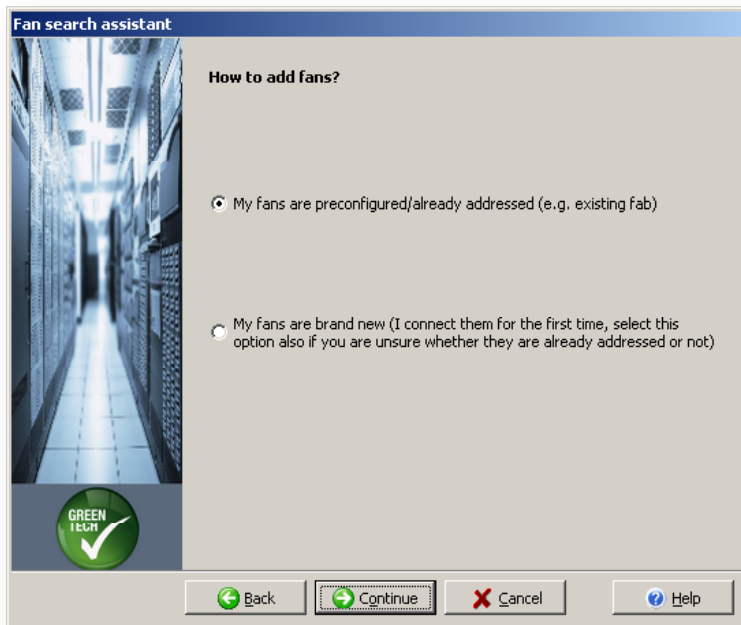 Fan search assistant
How to add fans?
My fans are preconfigured/already addressed (e.g. existing fab)
My fans are brand new (I connect them for the first time, select this
option also if you are unsure whether they are already addressed or not)
GREEN
TECH
Back
Continue
Cancel
Help